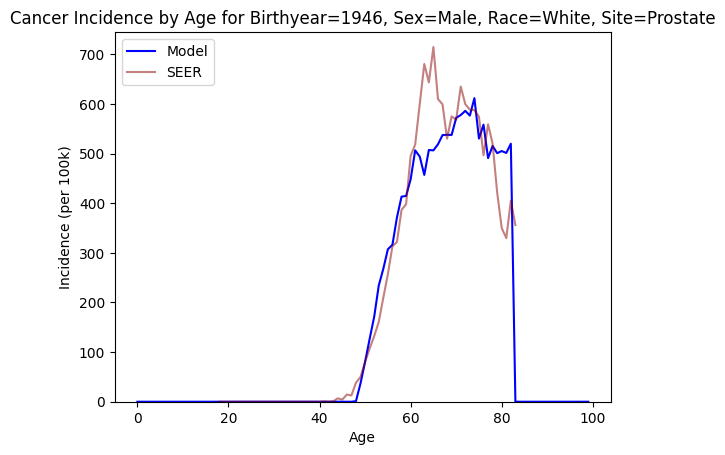 Cancer Incidence by Age for Birthyear=1946, Sex=Male, Race=White, Site=Prostate
Model
SEER
700
600
500
400
300
200
100
0
Incidence (per 100k)
0 20 40 60 80 100
Age